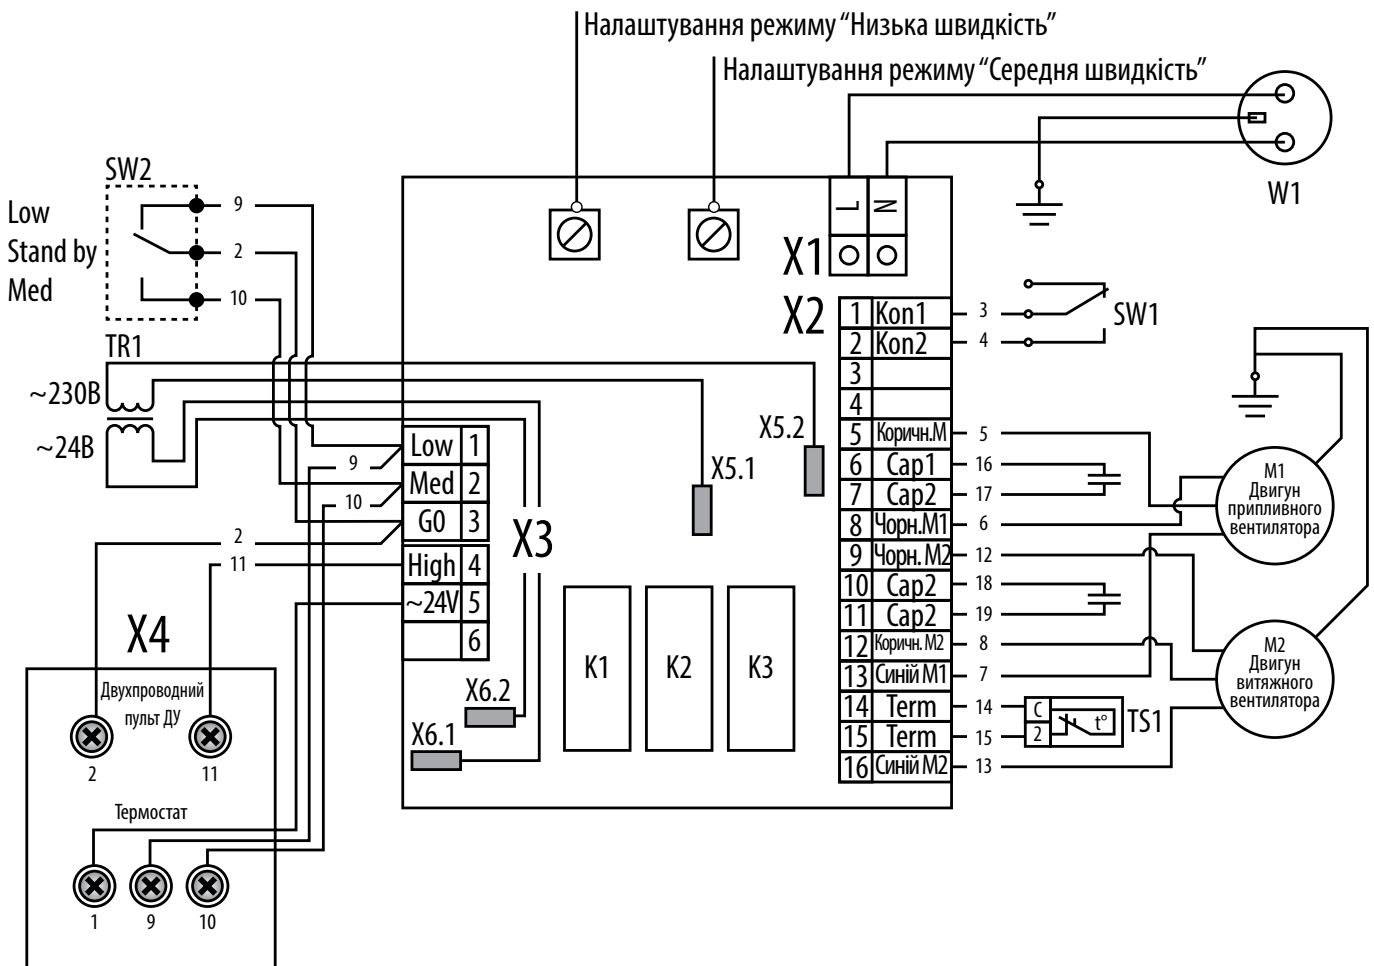 Налаштування режиму “Низька швидкість”
Налаштування режиму “Середня швидкість”
W1
SW2
Low
Stand by
Med
9
2
10
TR1
~230В
~24В
L
N
X1
X2
1 Kon1 3
2 Kon2 4
3
4
5 Коричн.М 5
6 Cap1 16
7 Cap2 17
8 Чорн.М1 6
9 Чорн. М2 12
10 Cap2 18
11 Cap2 19
12 Коричн. М2 8
13 Синій М1 7
14 Term 14
15 Term 15
16 Синій М2 13
SW1
M1
Двигун
припливного
вентилятора
M2
Двигун
витяжного
вентилятора
C
2
t°
TS1
X5.2
X5.1
9
10
2
11
Low 1
Med 2
G0 3
High 4
~24V 5
6
X3
K1
K2
K3
X6.2
X6.1
X4
Двухпроводний
пульт ДУ
2
11
Термостат
1
9
10